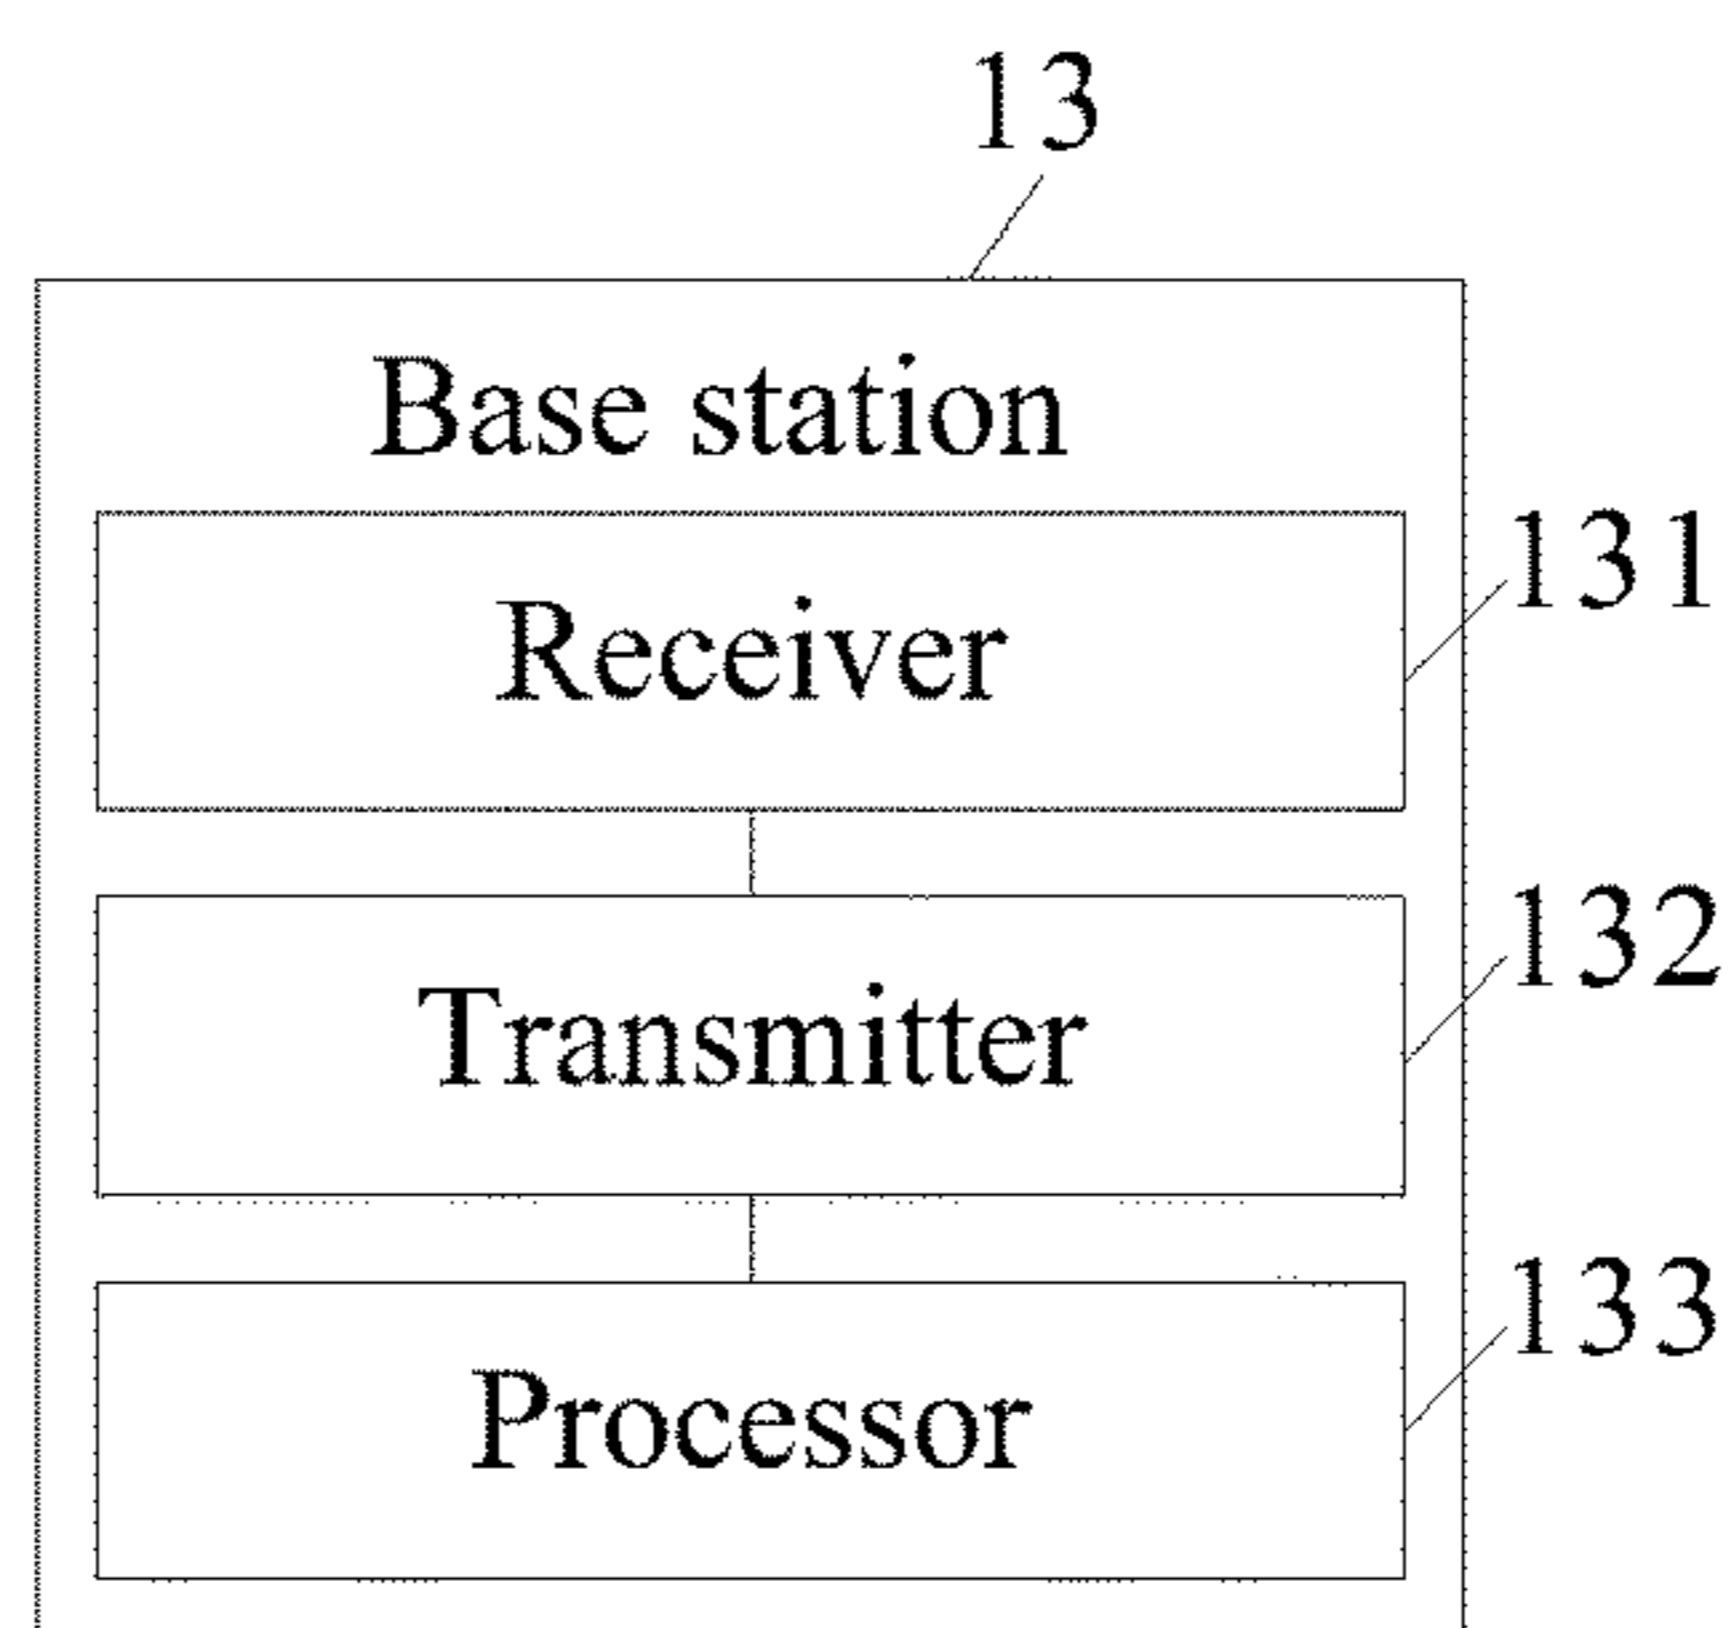 13
Base station
Receiver
131
Transmitter
132
Processor
133